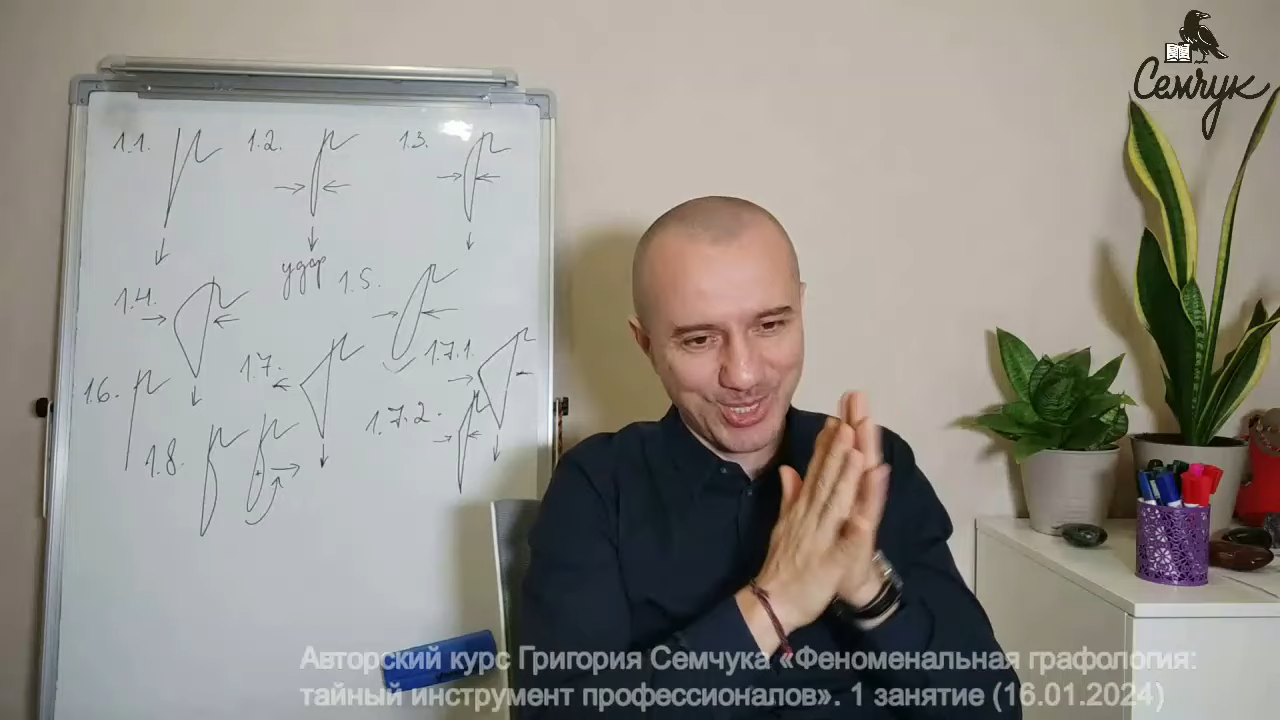 Семчук
1.1. 1.2. 1.3.
удар
1.4. 1.5.
1.6. 1.7. 1.7.1.
1.8. 1.7.2.
Авторский курс Григория Семчука «Феноменальная графология:
тайный инструмент профессионалов». 1 занятие (16.01.2024)